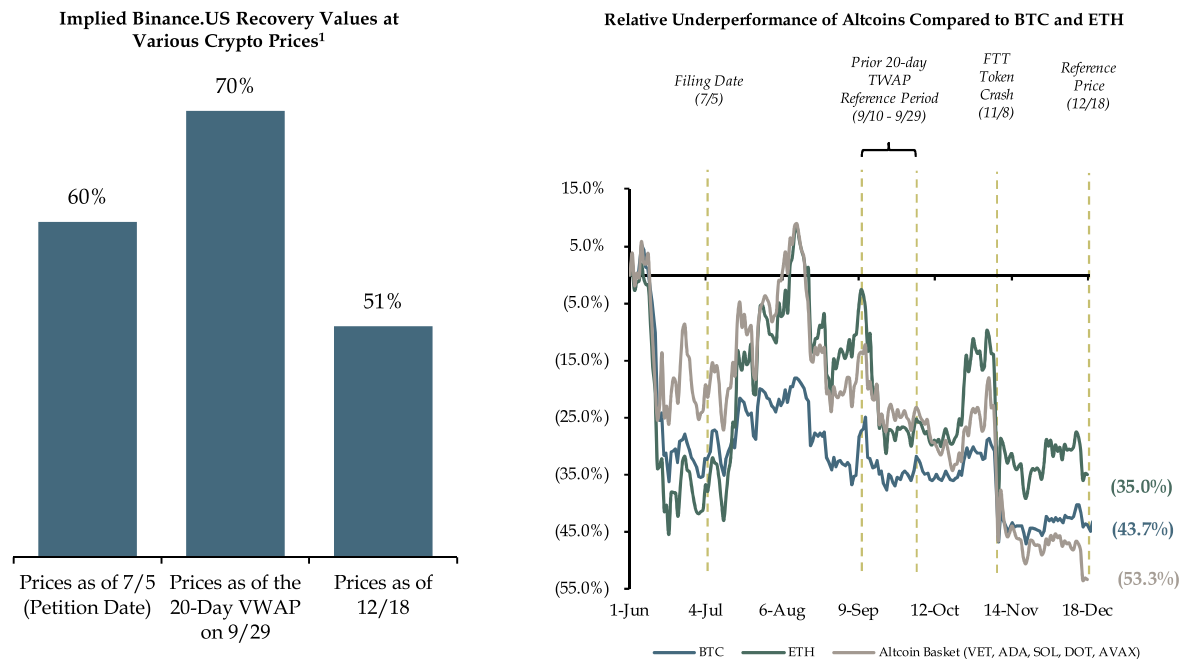 Implied Binance.US Recovery Values at
Various Crypto Prices¹
70%
60%
51%
Prices as of 7/5
(Petition Date)
Prices as of the
20-Day VWAP
on 9/29
Prices as of
12/18
Relative Underperformance of Altcoins Compared to BTC and ETH
Filing Date
(7/5)
Prior 20-day
TWAP
Reference Period
(9/10 - 9/29)
FTT
Token
Crash
(11/8)
Reference
Price
(12/18)
15.0%
5.0%
(5.0%)
(15.0%)
(25.0%)
(35.0%)
(45.0%)
(55.0%)
(35.0%)
(43.7%)
(53.3%)
1-Jun
4-Jul
6-Aug
9-Sep
12-Oct
14-Nov
18-Dec
BTC
ETH
Altcoin Basket (VET, ADA, SOL, DOT, AVAX)